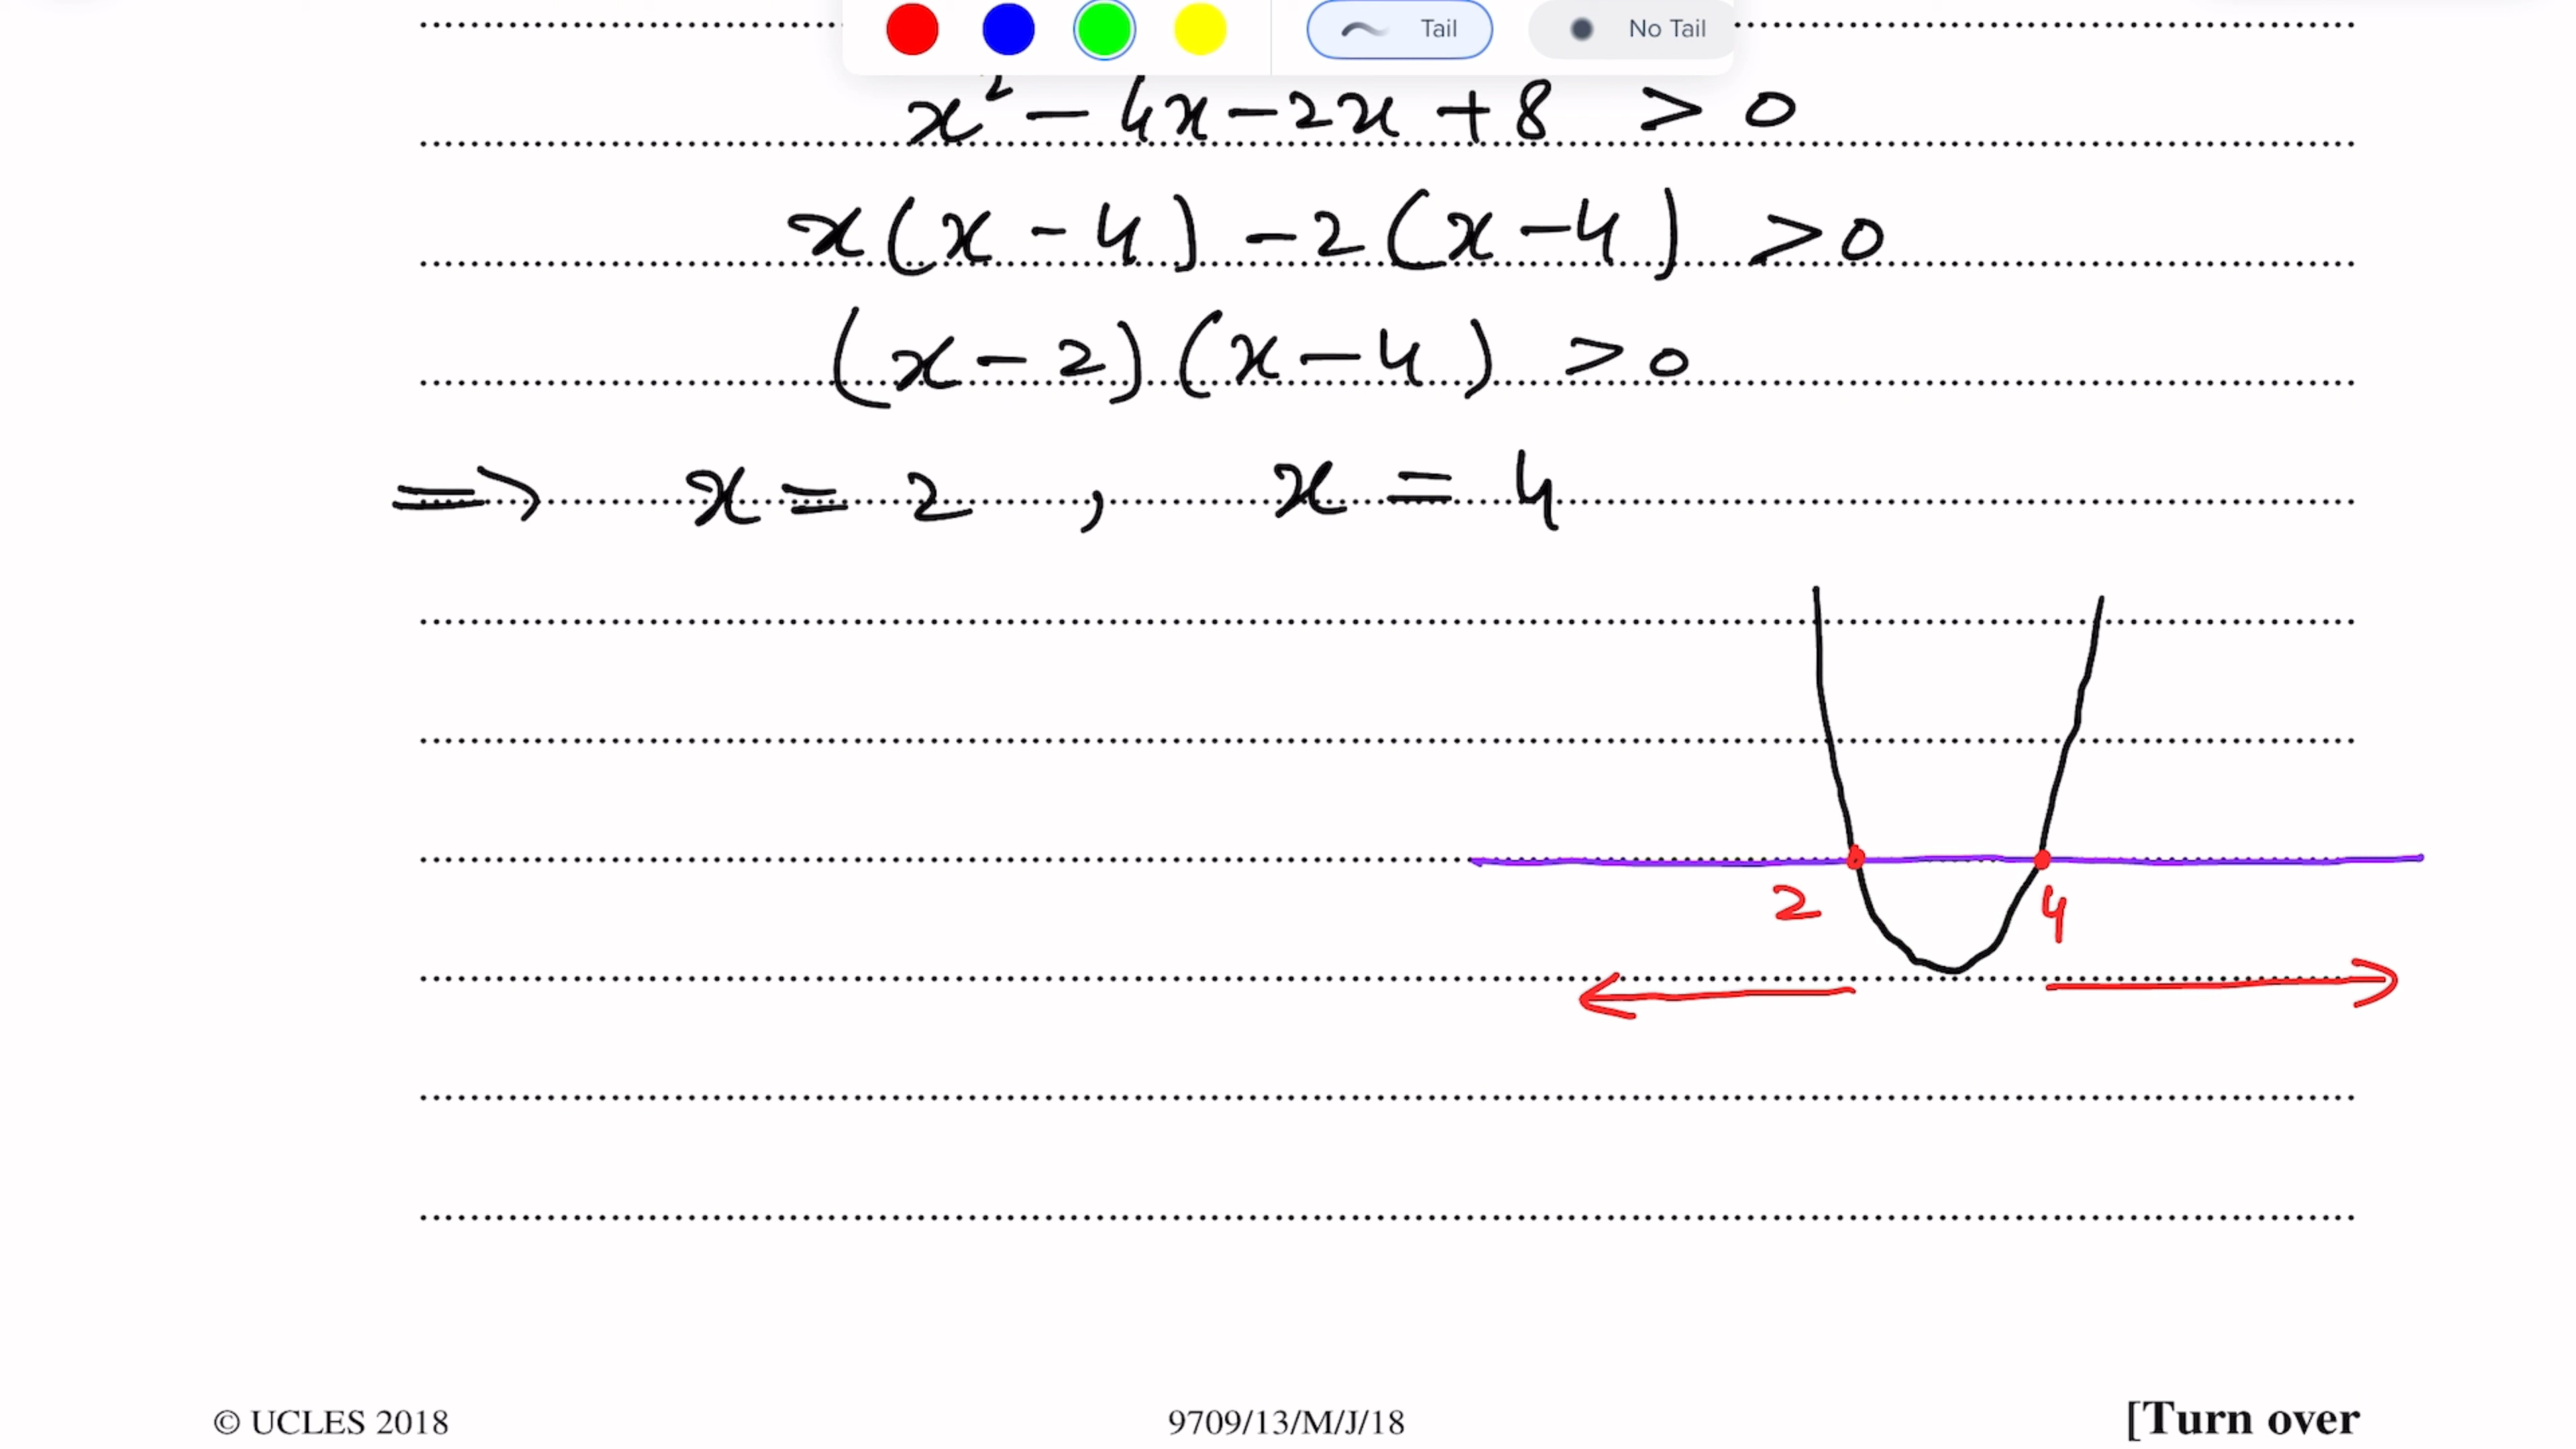 Tail No Tail
x² - 4x - 2x + 8 > 0
x(x - 4) - 2(x - 4) > 0
(x - 2)(x - 4) > 0
⟹ x = 2 , x = 4
2 4
© UCLES 2018 9709/13/M/J/18 [Turn over